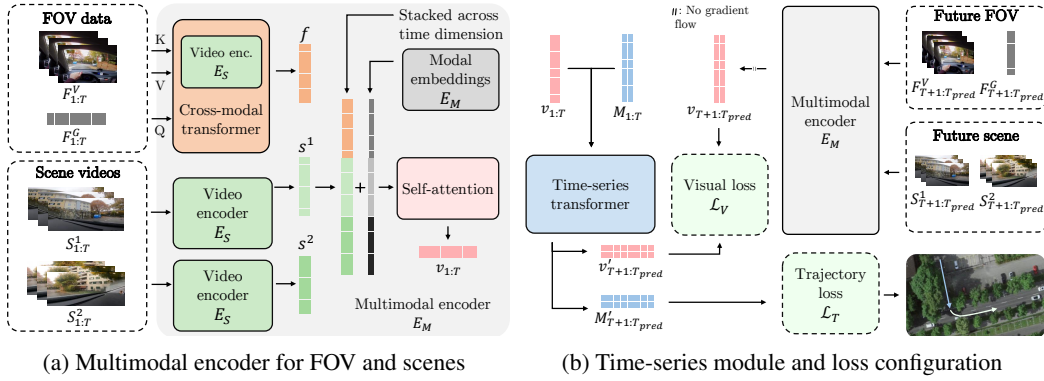 FOV data
F^V_{1:T}
F^G_{1:T}
Scene videos
S^1_{1:T}
S^2_{1:T}
K
V
Q
Video enc.
E_S
Cross-modal
transformer
f
Video
encoder
E_S
s^1
Video
encoder
E_S
s^2
Stacked across
time dimension
Modal
embeddings
E_M
+
Self-attention
v_{1:T}
Multimodal encoder
E_M
(a) Multimodal encoder for FOV and scenes
〃: No gradient
flow
v_{1:T}
M_{1:T}
v_{T+1:T_{pred}}
Time-series
transformer
Visual loss
ℒ_V
v′_{T+1:T_{pred}}
M′_{T+1:T_{pred}}
Multimodal
encoder
E_M
Future FOV
F^V_{T+1:T_{pred}} F^G_{T+1:T_{pred}}
Future scene
S^1_{T+1:T_{pred}} S^2_{T+1:T_{pred}}
Trajectory
loss
ℒ_T
(b) Time-series module and loss configuration